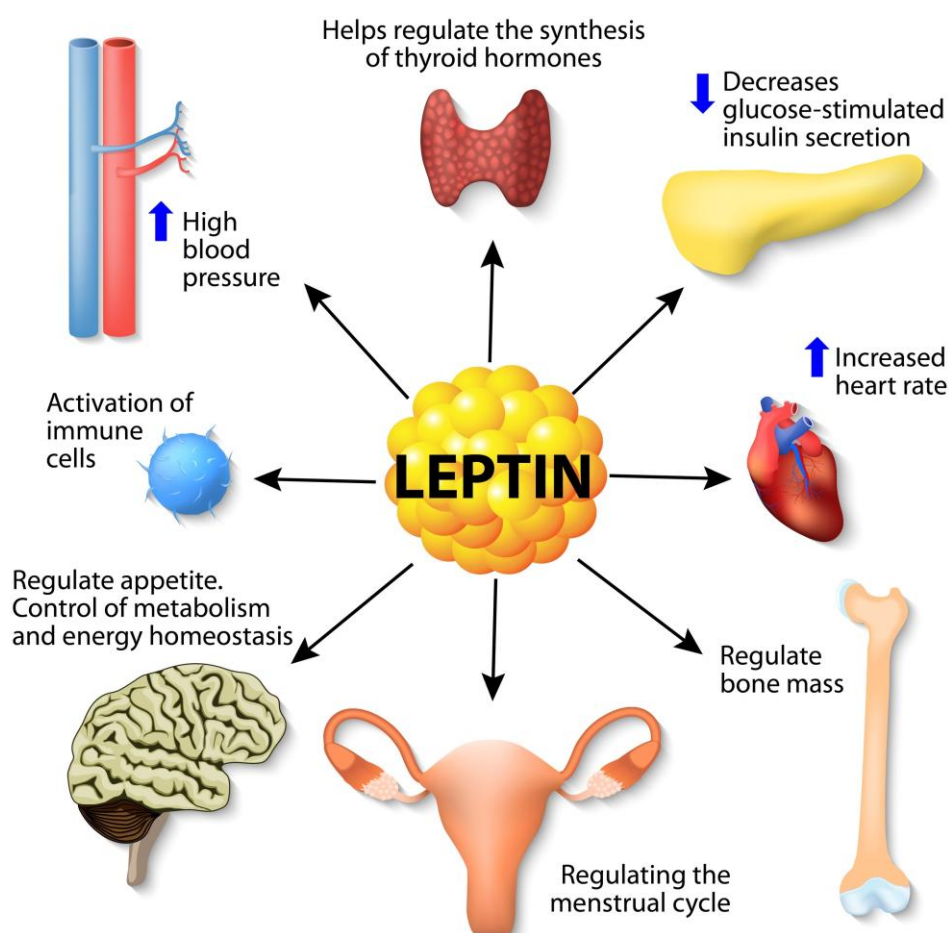 Helps regulate the synthesis
of thyroid hormones
Decreases
glucose-stimulated
insulin secretion
High
blood
pressure
Increased
heart rate
Activation of
immune
cells
LEPTIN
Regulate appetite.
Control of metabolism
and energy homeostasis
Regulate
bone mass
Regulating the
menstrual cycle